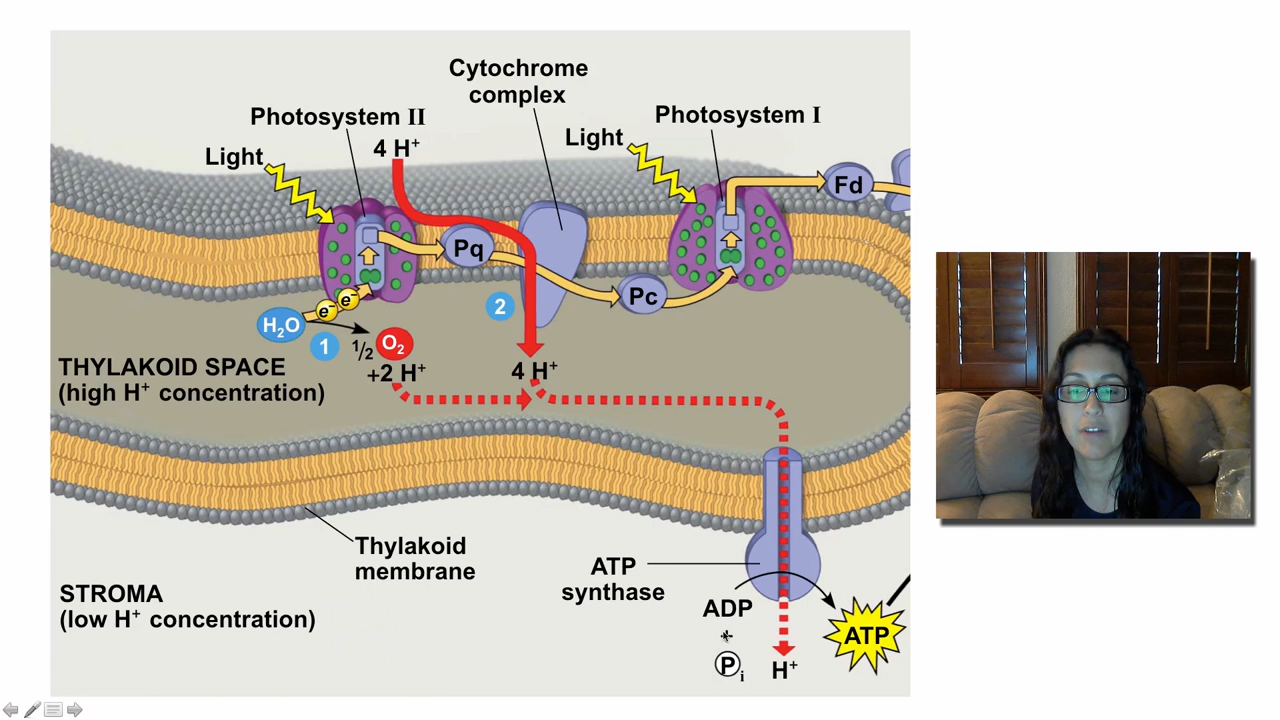 Cytochrome
complex
Photosystem II
Photosystem I
4 H⁺
Light
Light
Fd
Pq
Pc
e⁻
e⁻
H₂O
1
2
1/2
O₂
+2 H⁺
4 H⁺
THYLAKOID SPACE
(high H⁺ concentration)
Thylakoid
membrane
ATP
synthase
STROMA
(low H⁺ concentration)
ADP
+
P i
H⁺
ATP